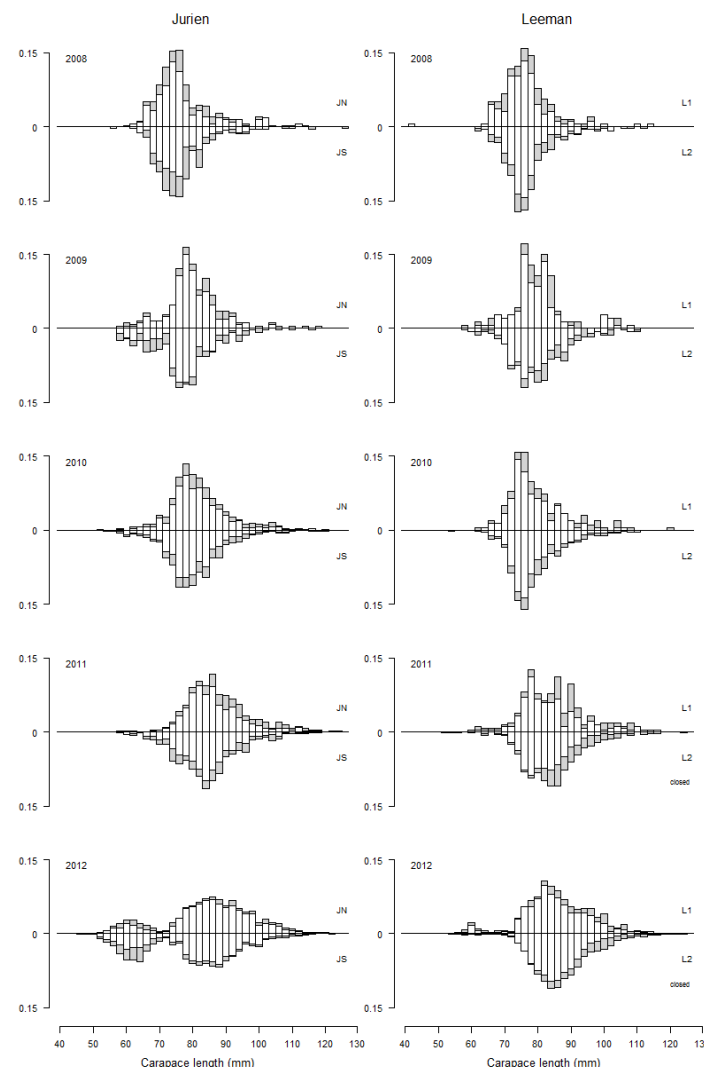 Jurien Leeman
0.15 2008 0.15 2008
JN L1
0 0
JS L2
0.15 0.15
0.15 2009 0.15 2009
JN L1
0 0
JS L2
0.15 0.15
0.15 2010 0.15 2010
JN L1
0 0
JS L2
0.15 0.15
0.15 2011 0.15 2011
JN L1
0 0
JS L2
closed
0.15 0.15
0.15 2012 0.15 2012
JN L1
0 0
JS L2
closed
0.15 0.15
40 50 60 70 80 90 100 110 120 130 40 50 60 70 80 90 100 110 120 130
Carapace length (mm) Carapace length (mm)